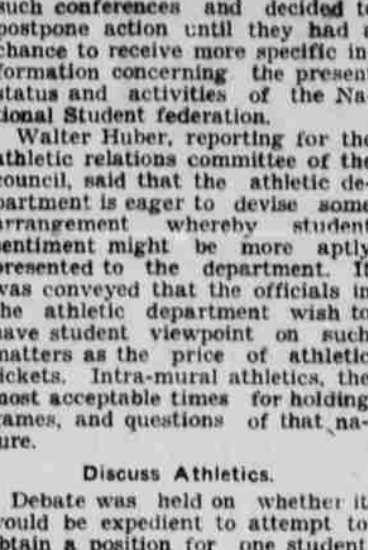 such conferences and decided to
postpone action until they had a
chance to receive more specific in-
formation concerning the present
status and activities of the Na-
tional Student federation.
Walter Huber, reporting for the
athletic relations committee of the
council, said that the athletic de-
partment is eager to devise some
arrangement whereby student
sentiment might be more aptly
presented to the department. It
was conveyed that the officials in
the athletic department wish to
have student viewpoint on such
matters as the price of athletic
tickets. Intra-mural athletics, the
most acceptable times for holding
games, and questions of that na-
ture.
Discuss Athletics.
Debate was held on whether it
would be expedient to attempt to
obtain a position for one student